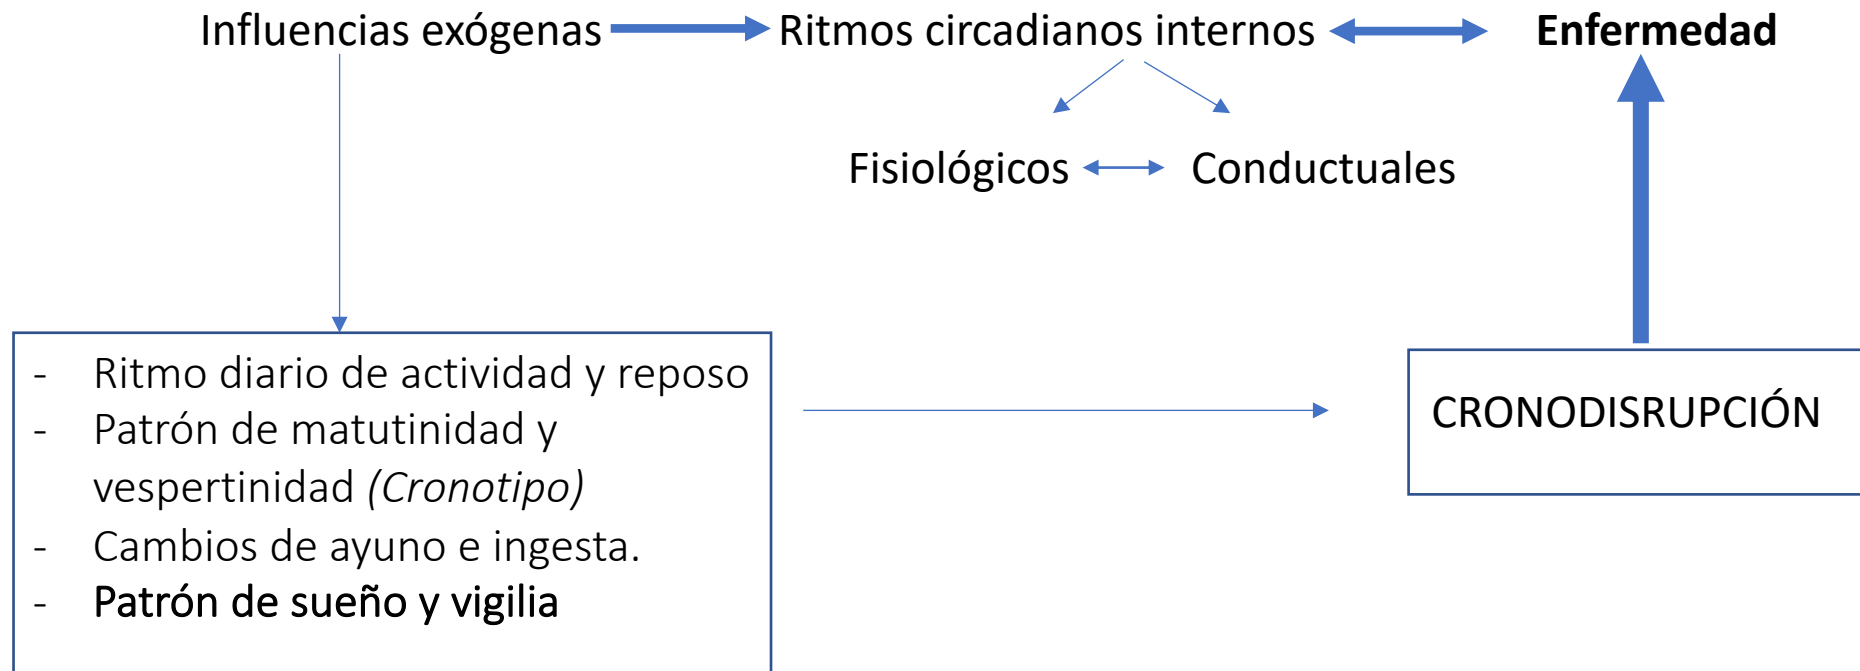 Influencias exógenas
Ritmos circadianos internos
Enfermedad
Fisiológicos
Conductuales
- Ritmo diario de actividad y reposo
- Patrón de matutinidad y
vespertinidad (Cronotipo)
- Cambios de ayuno e ingesta.
- Patrón de sueño y vigilia
CRONODISRUPCIÓN